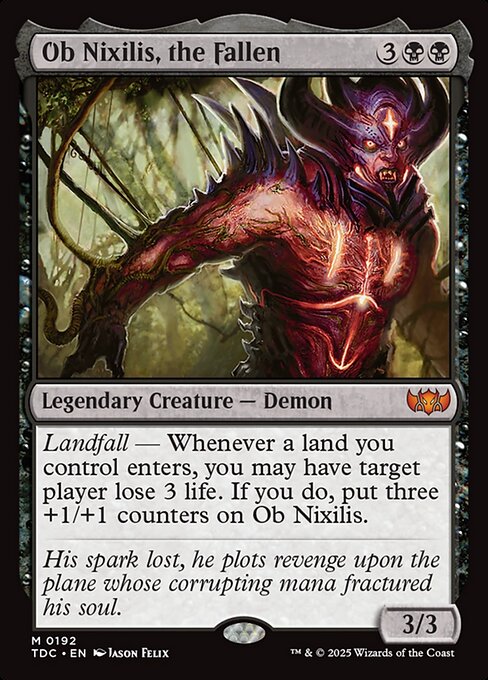 Ob Nixilis, the Fallen 3
Legendary Creature — Demon
Landfall — Whenever a land you
control enters, you may have target
player lose 3 life. If you do, put three
+1/+1 counters on Ob Nixilis.
His spark lost, he plots revenge upon the
plane whose corrupting mana fractured
his soul.
3/3
M 0192
TDC • EN Jason Felix
™ & © 2025 Wizards of the Coast